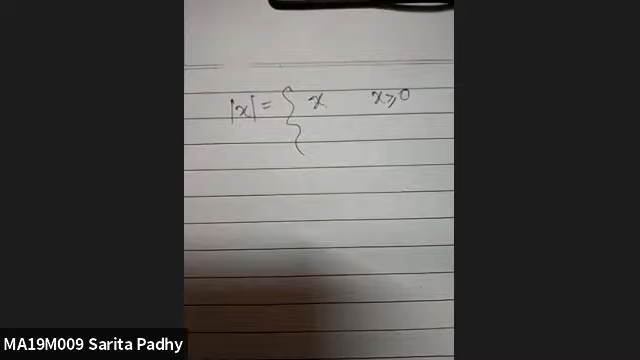 |x| = { x x ≥ 0
MA19M009 Sarita Padhy